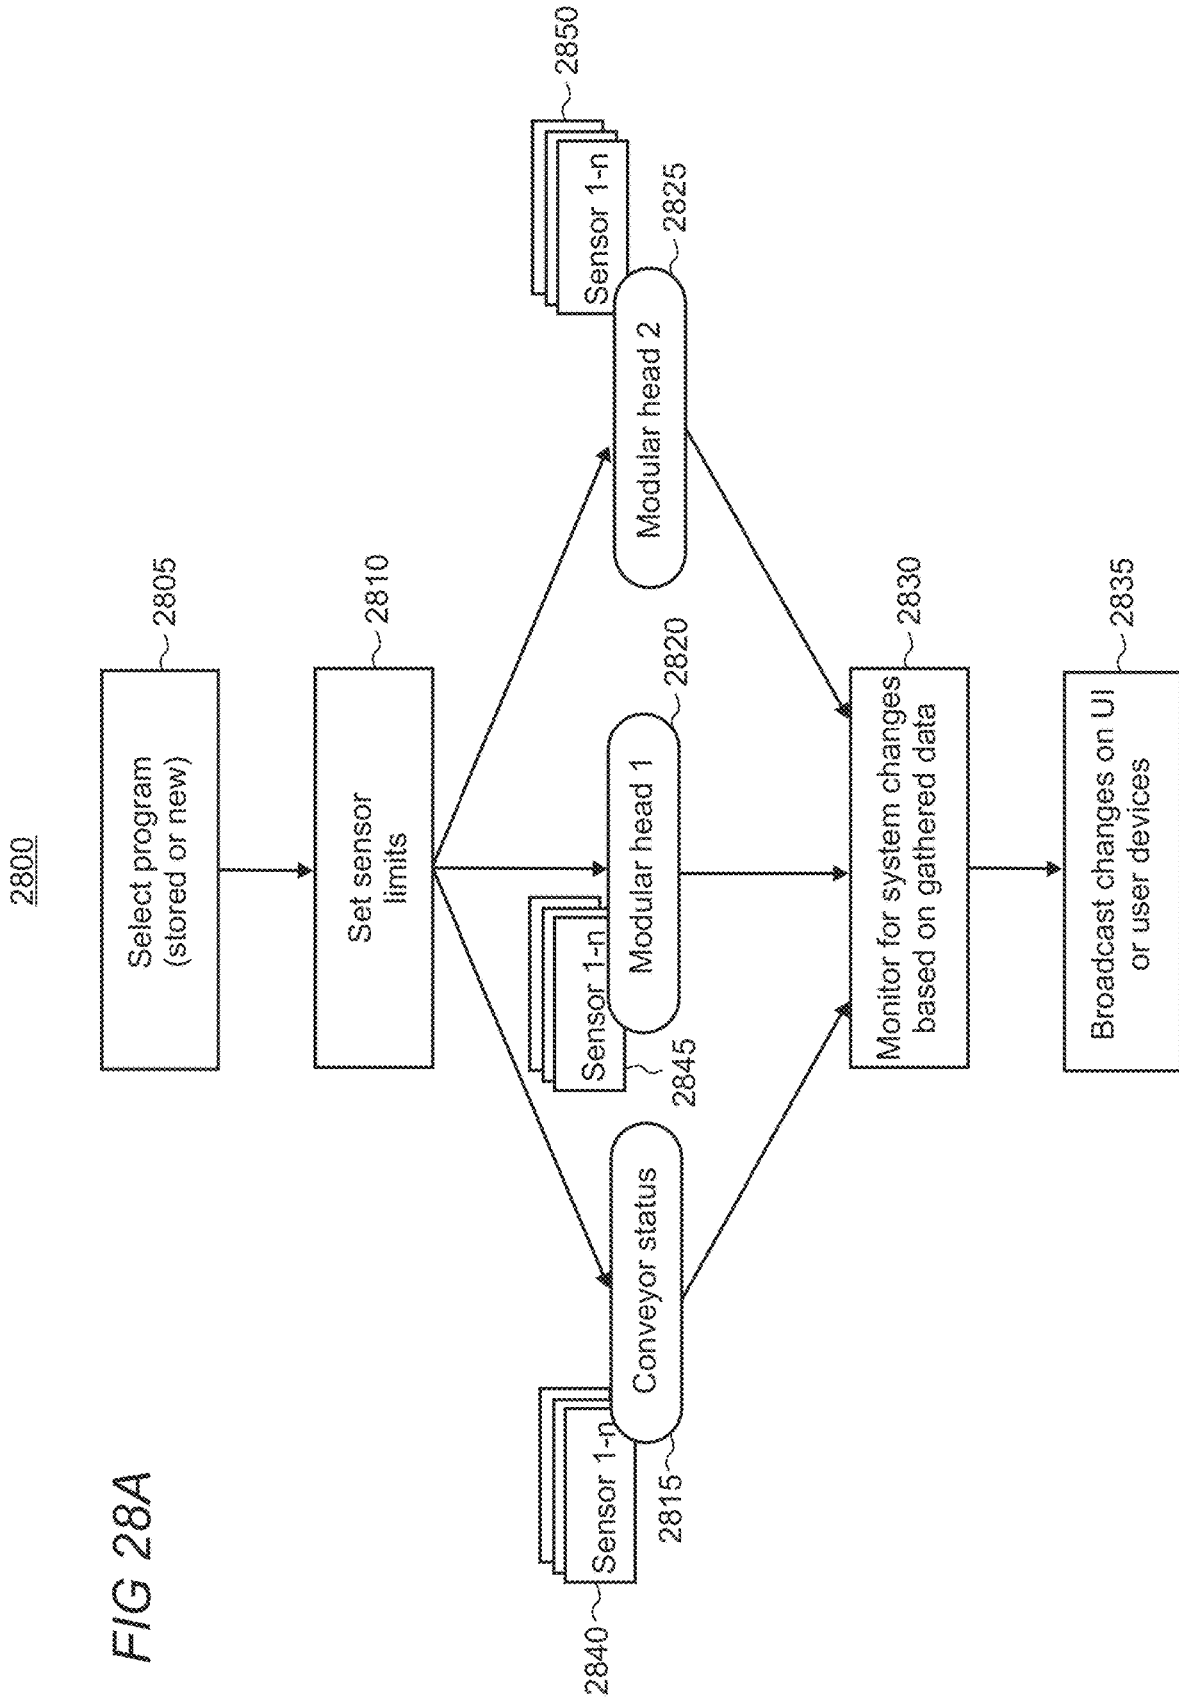 FIG 28A
2800
Select program
(stored or new)
2805
Set sensor
limits
2810
Sensor 1-n
2840
Conveyor status
2815
Sensor 1-n
2845
Modular head 1
2820
Sensor 1-n
2850
Modular head 2
2825
Monitor for system changes
based on gathered data
2830
Broadcast changes on UI
or user devices
2835